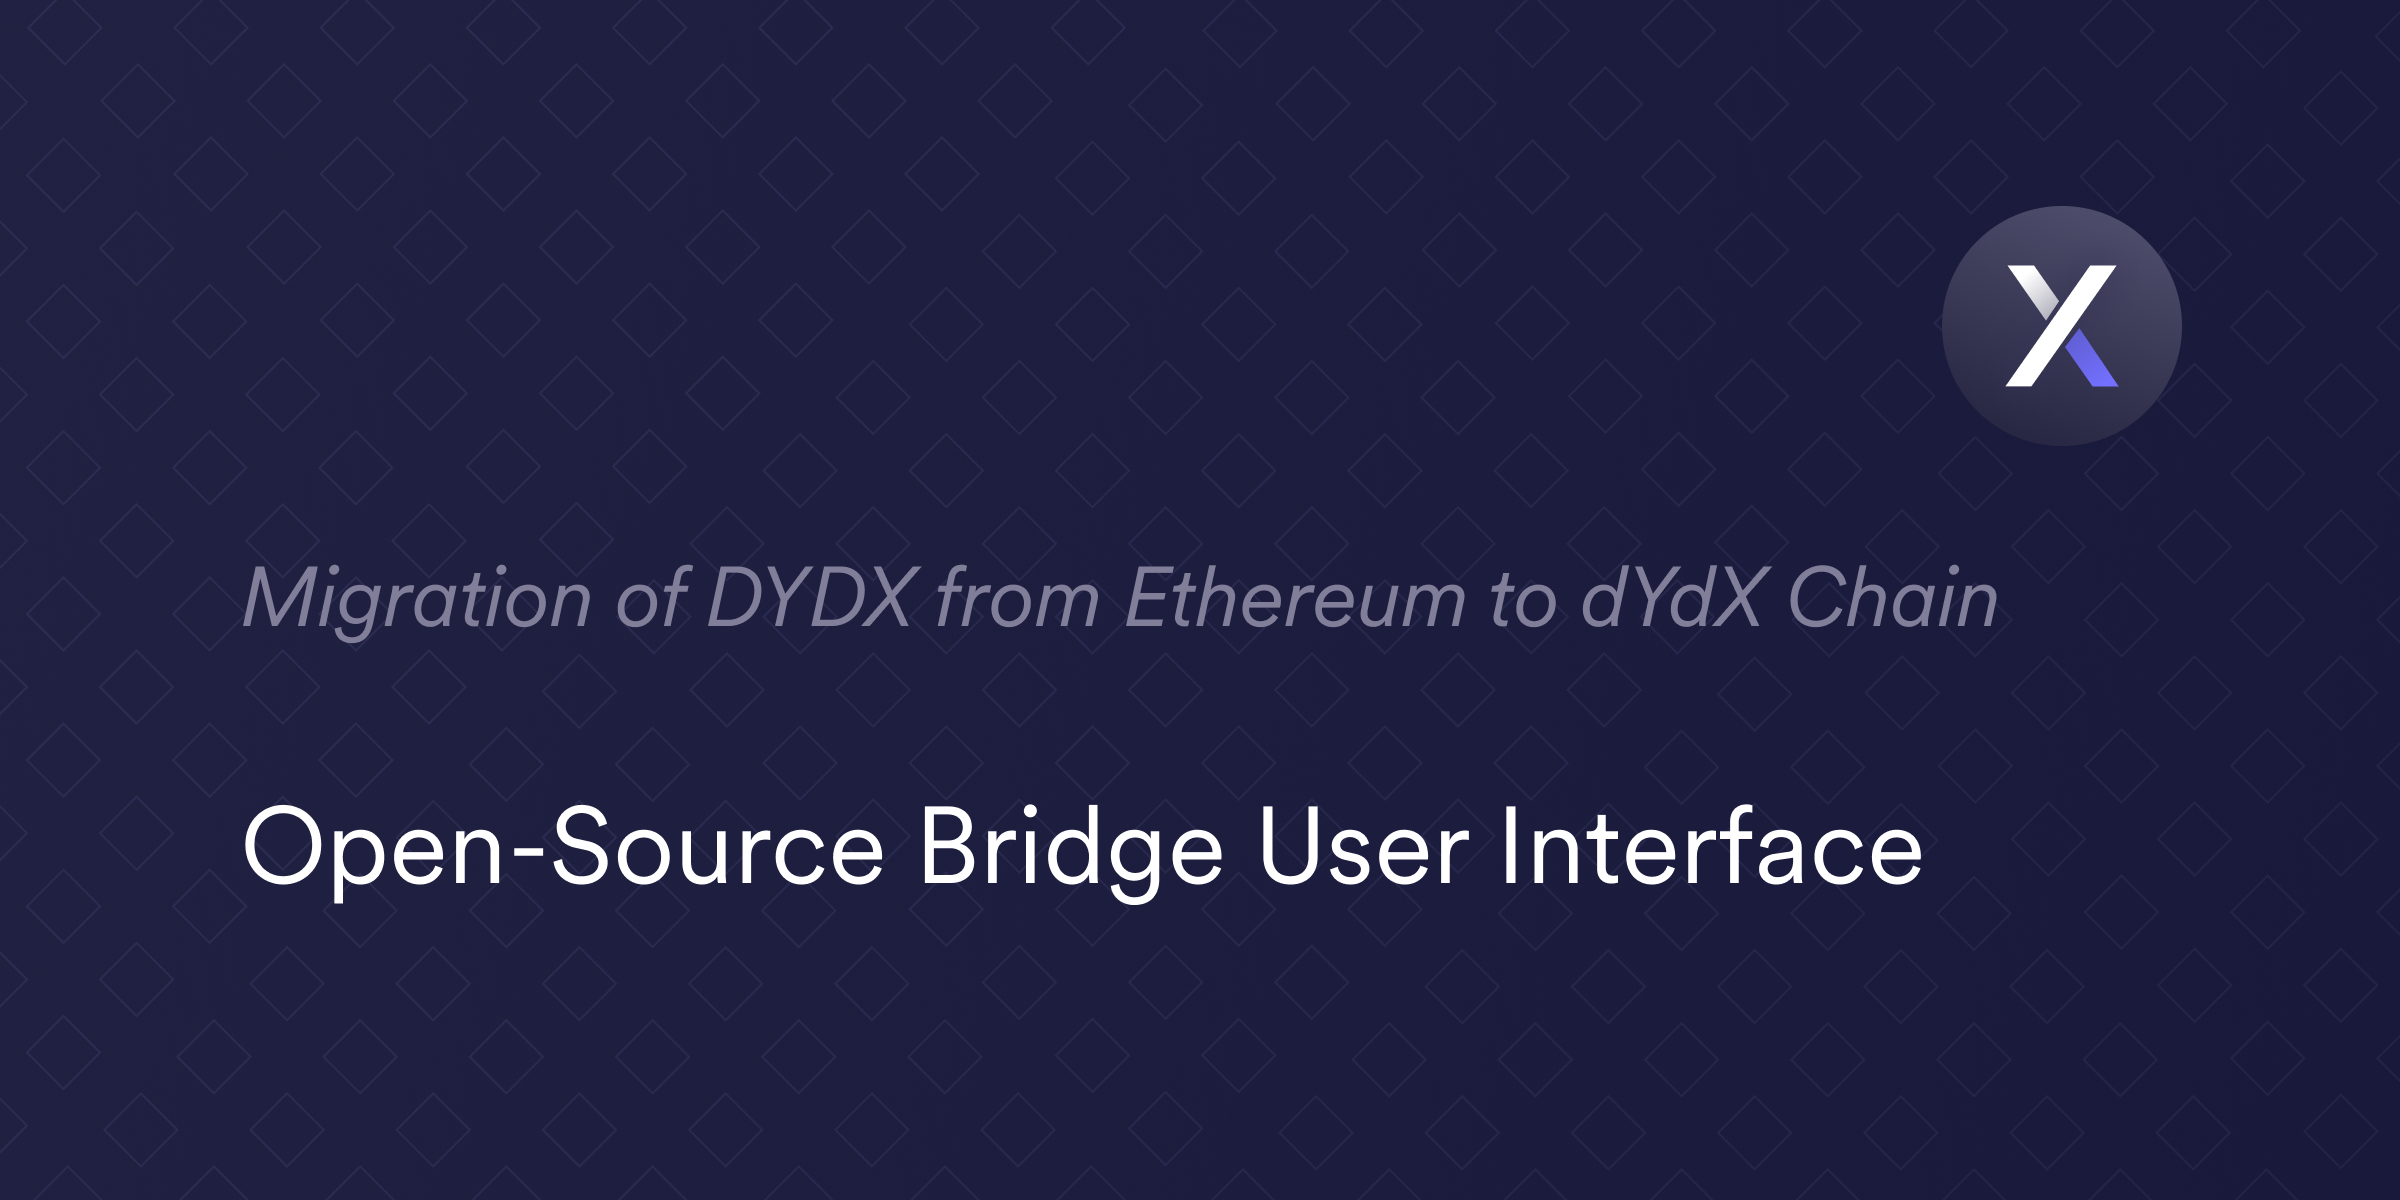 Migration of DYDX from Ethereum to dYdX Chain
Open-Source Bridge User Interface